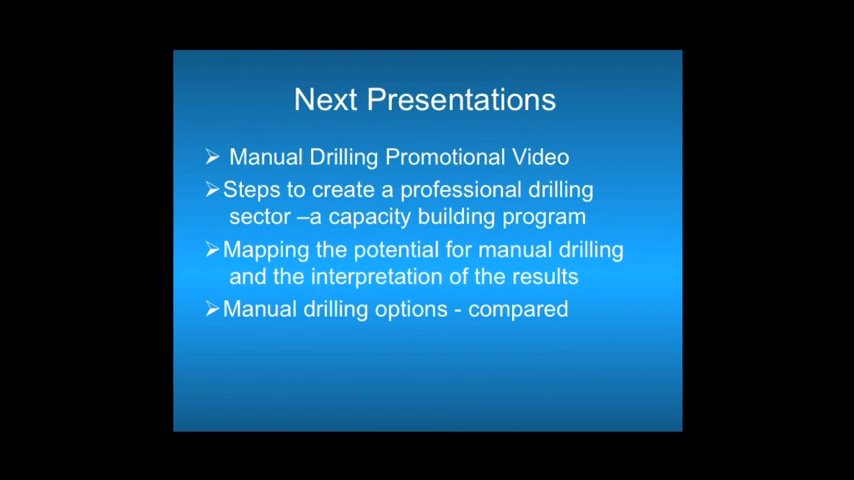 Next Presentations
➢ Manual Drilling Promotional Video
➢Steps to create a professional drilling
sector –a capacity building program
➢Mapping the potential for manual drilling
and the interpretation of the results
➢Manual drilling options - compared